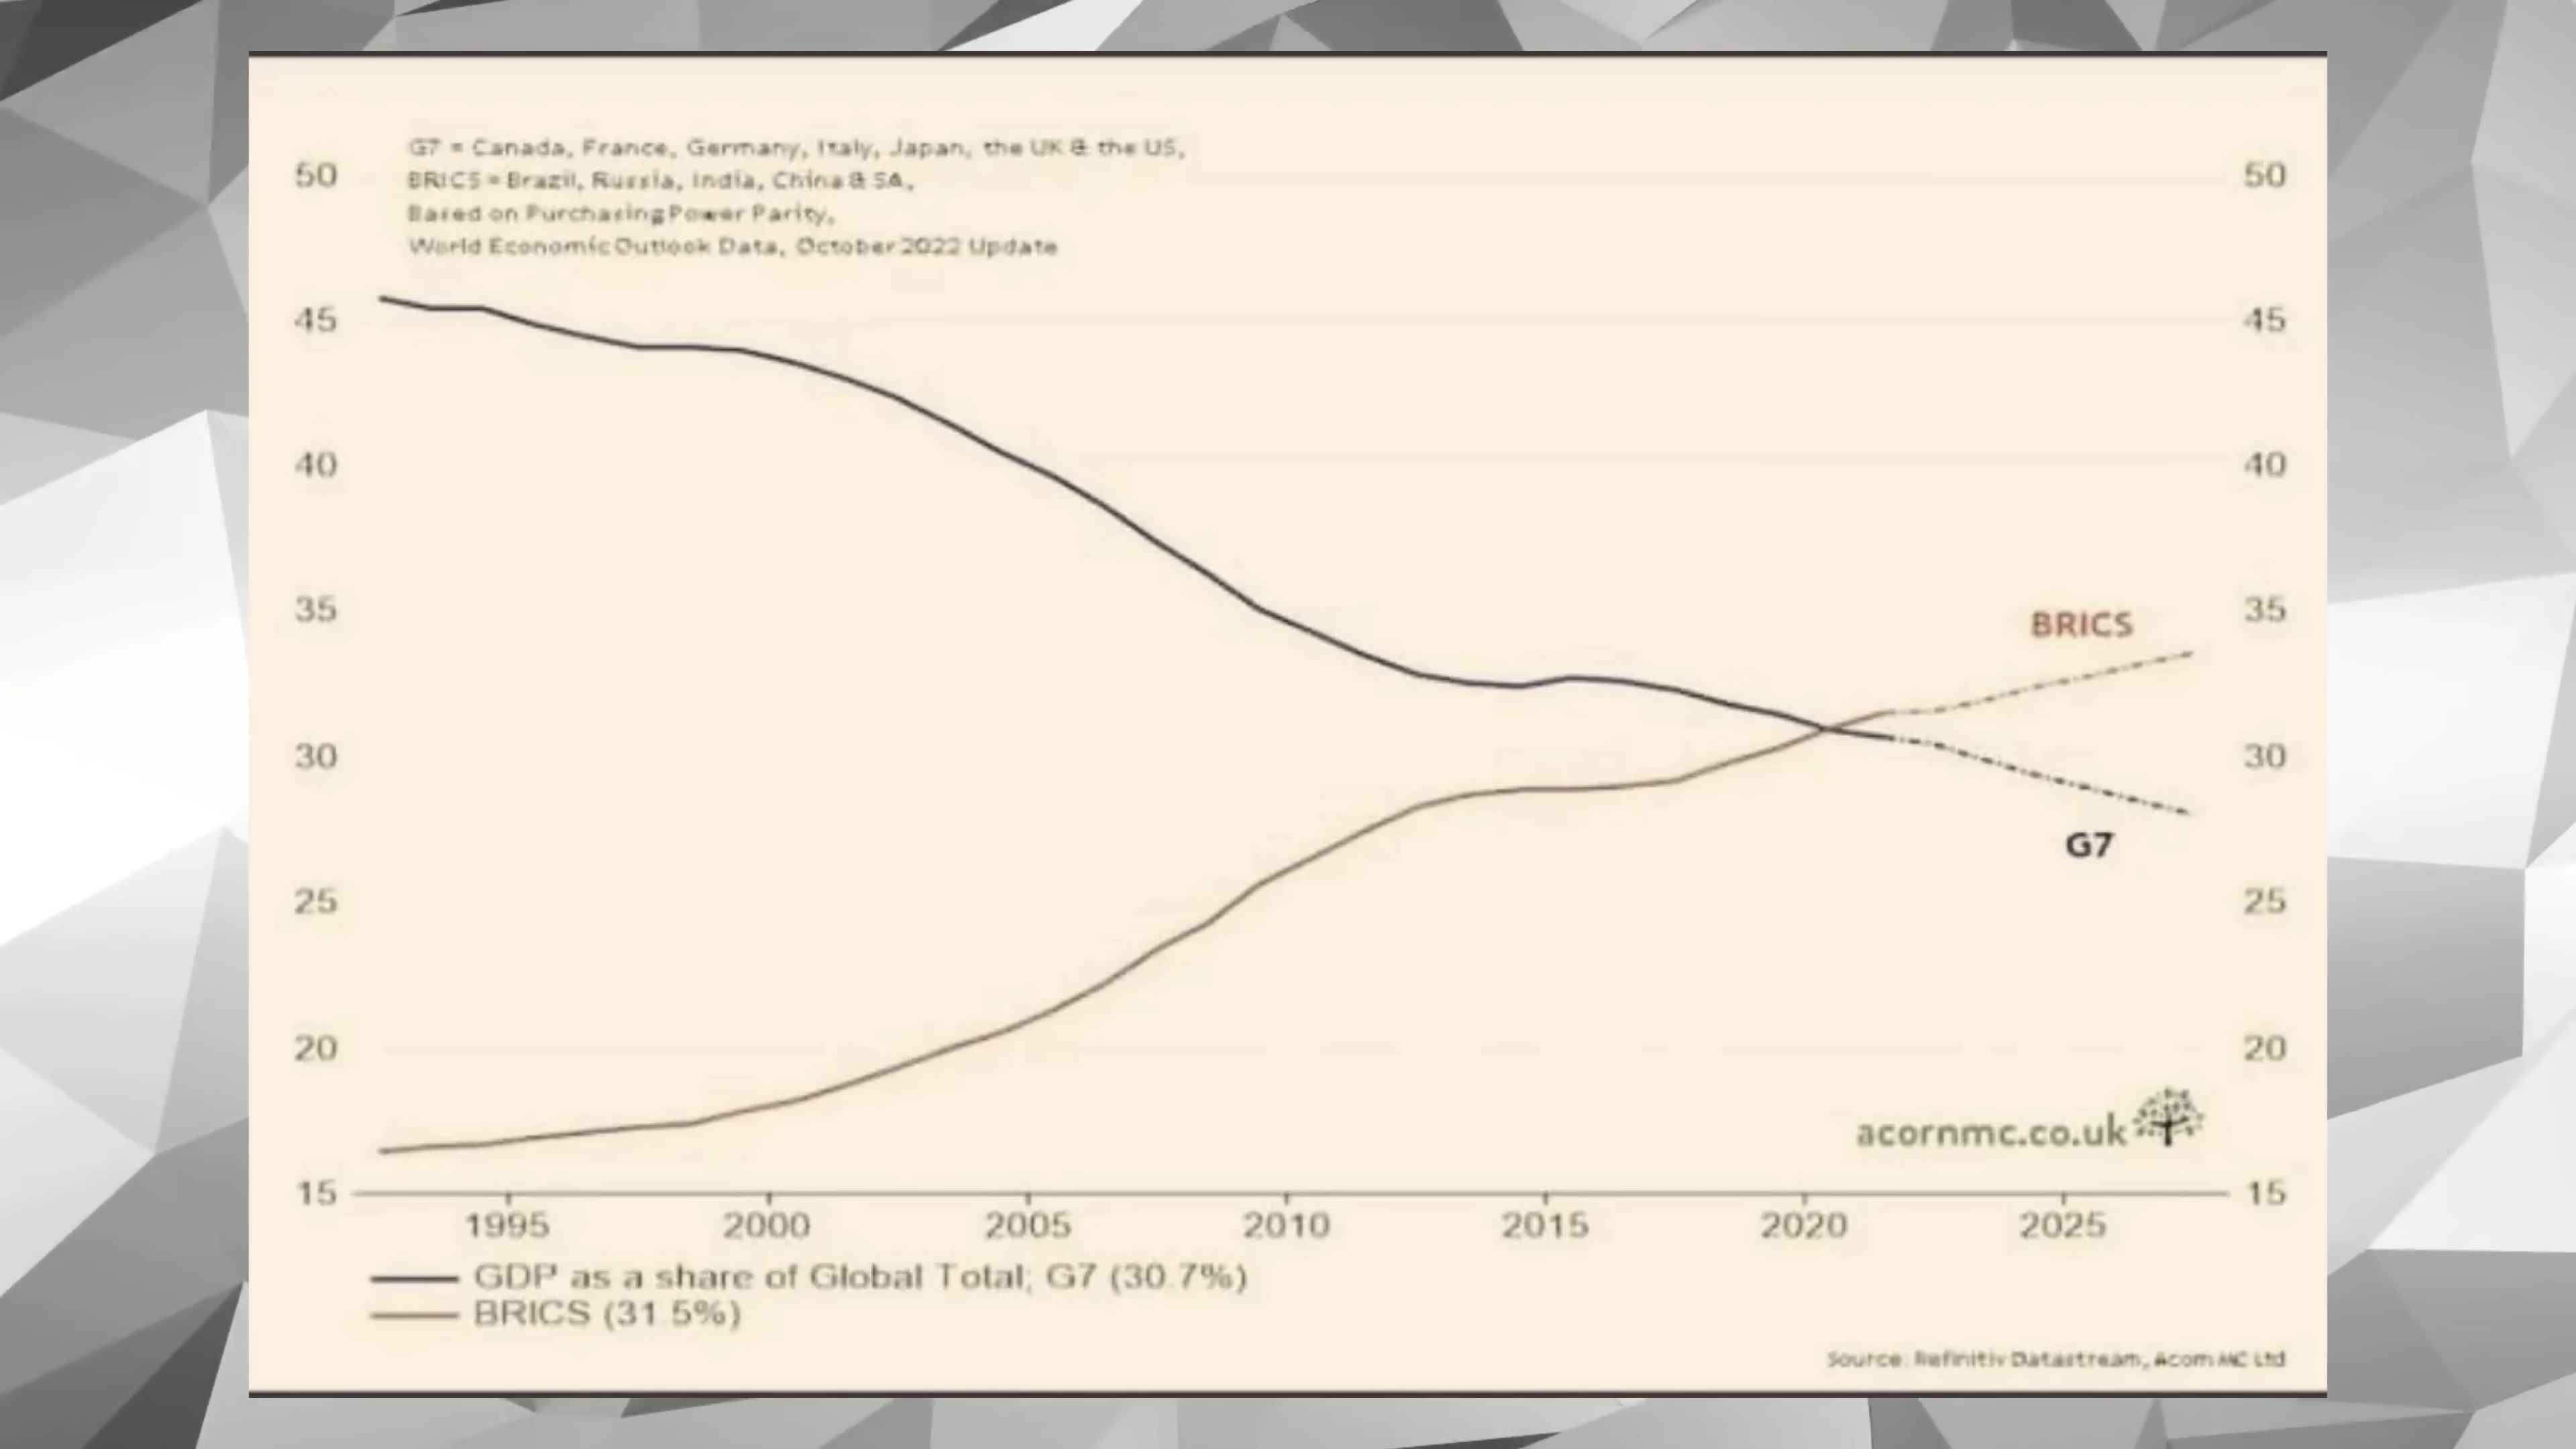 G7 = Canada, France, Germany, Italy, Japan, the UK & the US,
BRICS = Brazil, Russia, India, China & SA,
Based on Purchasing Power Parity,
World Economic Outlook Data, October 2022 Update
50 50
45 45
40 40
35 35
BRICS
30 30
G7
25 25
20 20
acornmc.co.uk
15 15
1995 2000 2005 2010 2015 2020 2025
GDP as a share of Global Total; G7 (30.7%)
BRICS (31.5%)
Source: Refinitiv Datastream, Acorn MC Ltd